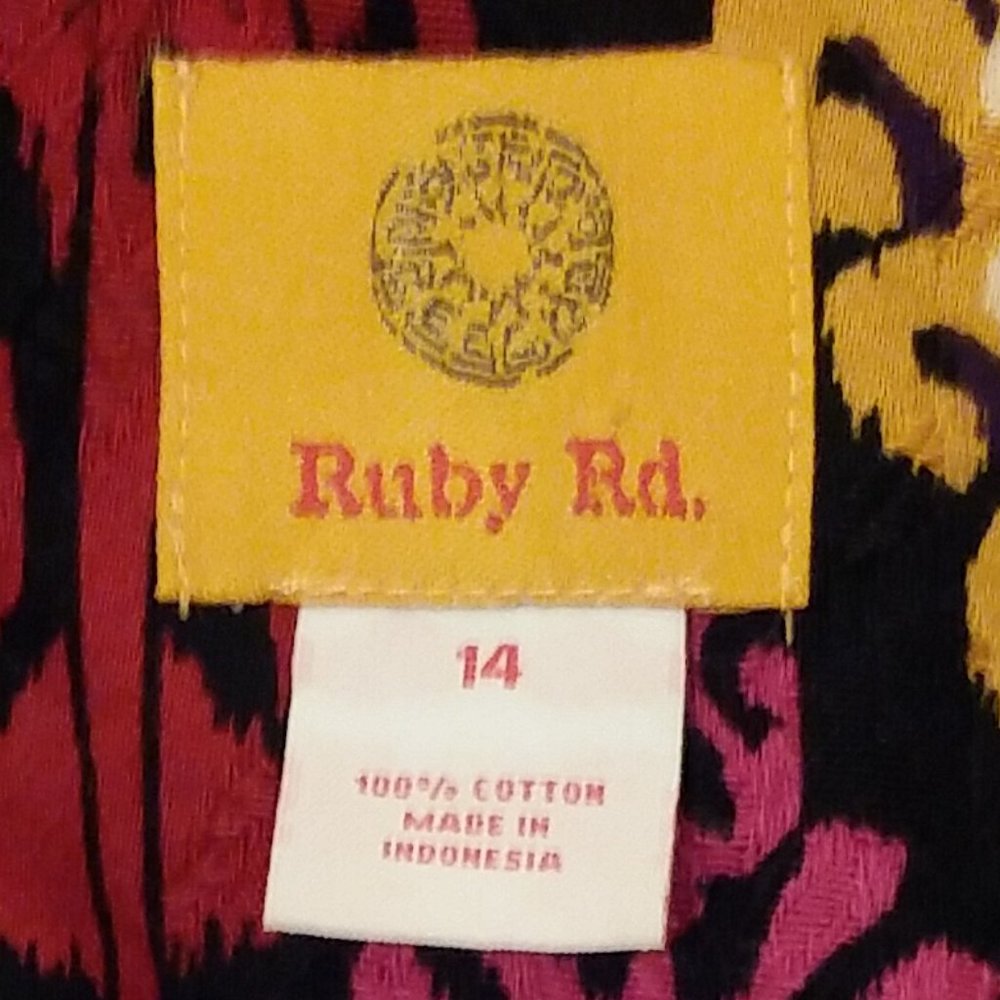 Ruby Rd.
14
100% COTTON
MADE IN
INDONESIA